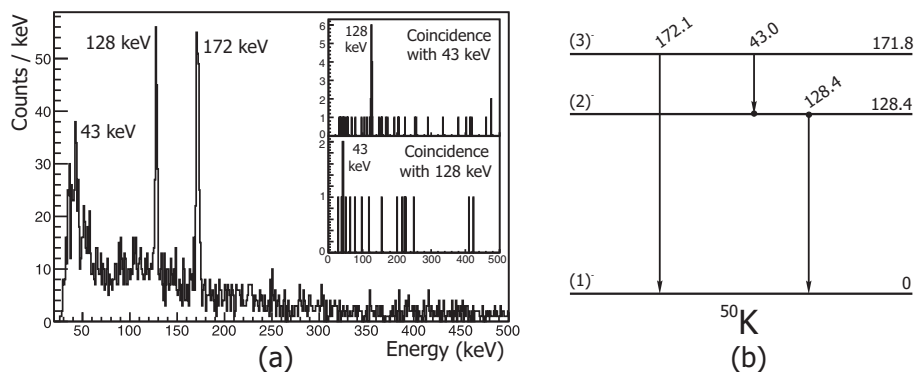 Counts / keV
50
40
30
20
10
0
43 keV
128 keV
172 keV
6
5
4
3
2
1
0
128
keV
Coincidence
with 43 keV
2
1
0
43
keV
Coincidence
with 128 keV
0 100 200 300 400 500
50 100 150 200 250 300 350 400 450 500
Energy (keV)
(a)
(3)⁻ 172.1 43.0 171.8
(2)⁻ 128.4 128.4
(1)⁻ 0
⁵⁰K
(b)